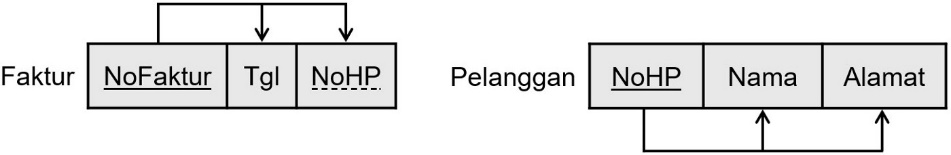 Faktur NoFaktur Tgl NoHP
Pelanggan NoHP Nama Alamat